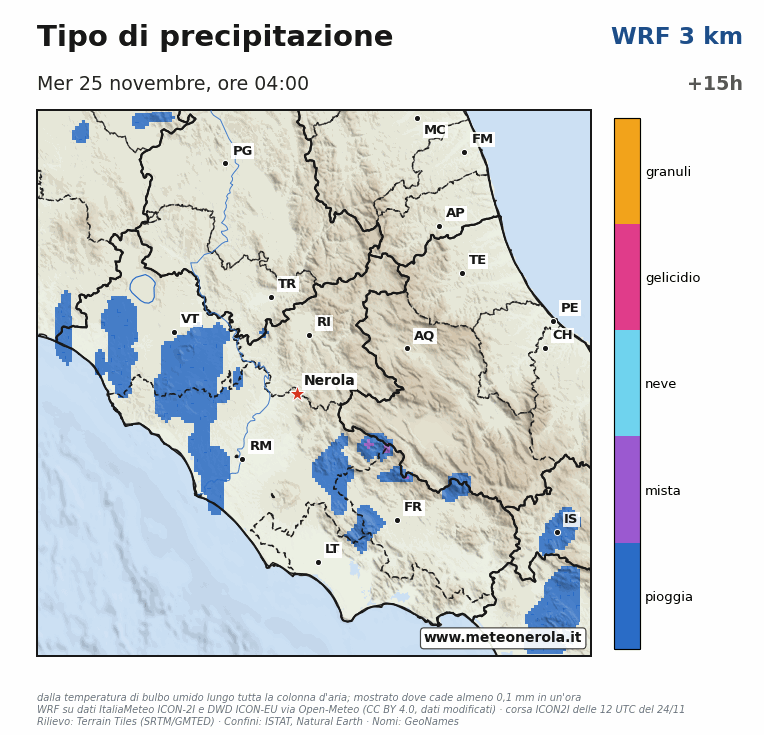 Tipo di precipitazione
WRF 3 km
Mer 25 novembre, ore 04:00
+15h
MC
FM
PG
AP
TE
TR
PE
VT
RI
AQ
CH
Nerola
RM
FR
IS
LT
www.meteonerola.it
granuli
gelicidio
neve
mista
pioggia
dalla temperatura di bulbo umido lungo tutta la colonna d'aria; mostrato dove cade almeno 0,1 mm in un'ora
WRF su dati ItaliaMeteo ICON-2I e DWD ICON-EU via Open-Meteo (CC BY 4.0, dati modificati) · corsa ICON2I delle 12 UTC del 24/11
Rilievo: Terrain Tiles (SRTM/GMTED) · Confini: ISTAT, Natural Earth · Nomi: GeoNames